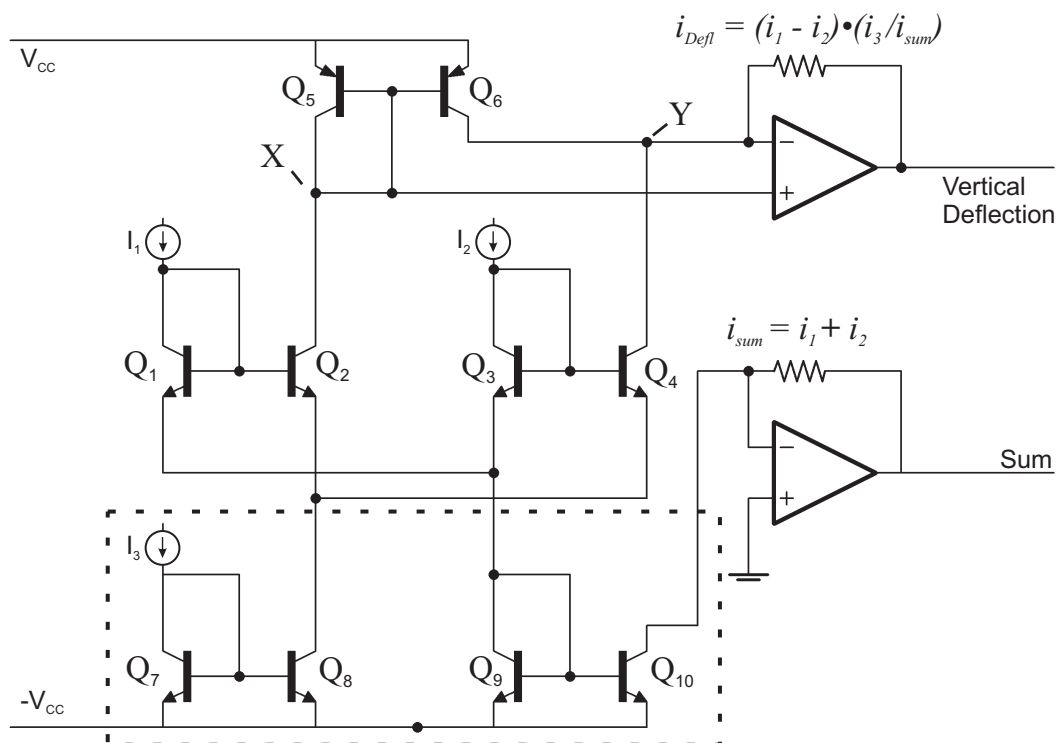 i_Defl = (i_1 - i_2)•(i_3/i_sum)
V_CC
Q_5
Q_6
Y
X
Vertical
Deflection
I_1
I_2
i_sum = i_1 + i_2
Q_1
Q_2
Q_3
Q_4
Sum
I_3
Q_7
Q_8
Q_9
Q_10
-V_CC